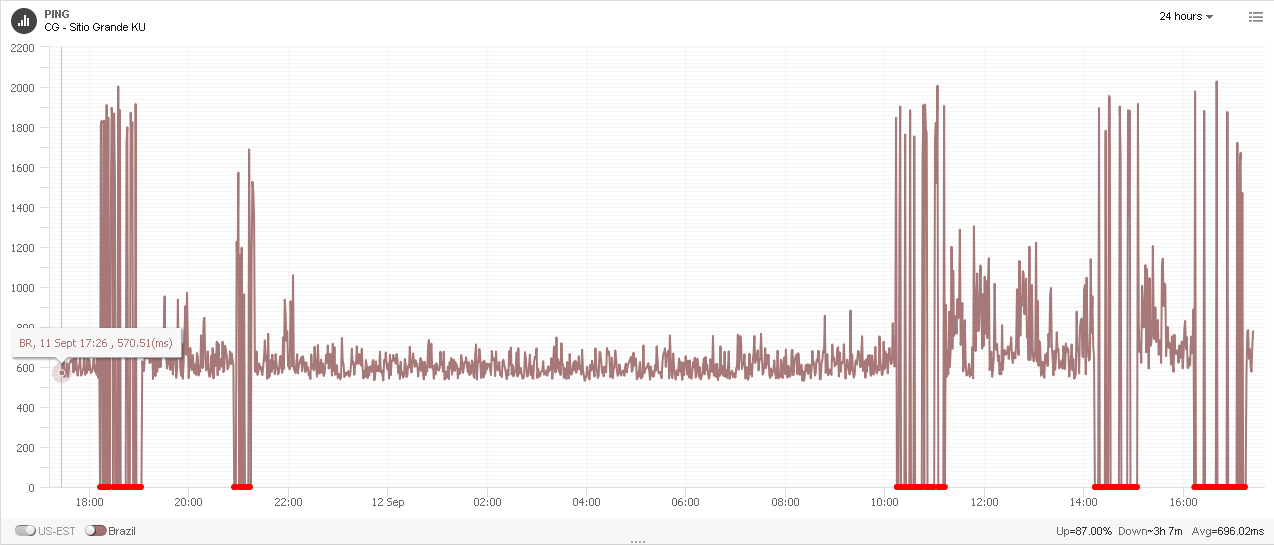 PING
CG - Sitio Grande KU
24 hours
2200
2000
1800
1600
1400
1200
1000
800
BR, 11 Sept 17:26 , 570.51(ms)
600
400
200
0
18:00 20:00 22:00 12 Sep 02:00 04:00 06:00 08:00 10:00 12:00 14:00 16:00
US-EST Brazil Up=87.00% Down~3h 7m Avg=696.02ms